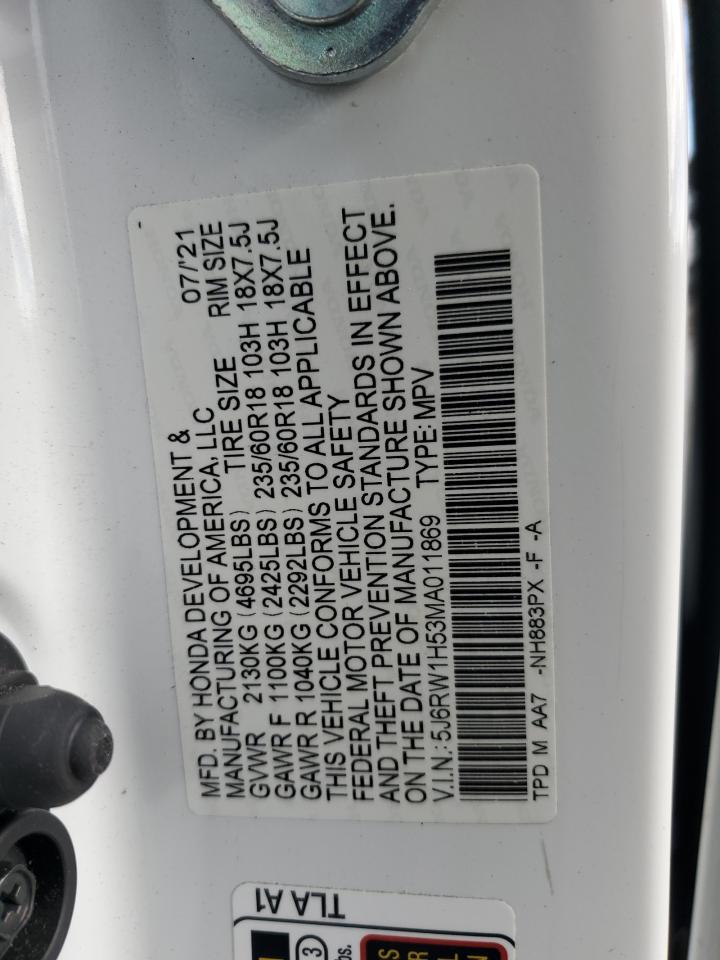 MFD. BY HONDA DEVELOPMENT &
MANUFACTURING OF AMERICA, LLC 07/'21
GVWR 2130KG (4695LBS) TIRE SIZE RIM SIZE
GAWR F 1100KG (2425LBS) 235/60R18 103H 18X7.5J
GAWR R 1040KG (2292LBS) 235/60R18 103H 18X7.5J
THIS VEHICLE CONFORMS TO ALL APPLICABLE
FEDERAL MOTOR VEHICLE SAFETY
AND THEFT PREVENTION STANDARDS IN EFFECT
ON THE DATE OF MANUFACTURE SHOWN ABOVE.
V.I.N.: 5J6RW1H53MA011869 TYPE: MPV
TPD M AA7 -NH883PX -F -A
TLA A1
3